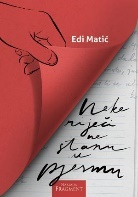 Edi Matić
Neke
riječi
ne
stanu
u
pjesmu
FRAGMENT